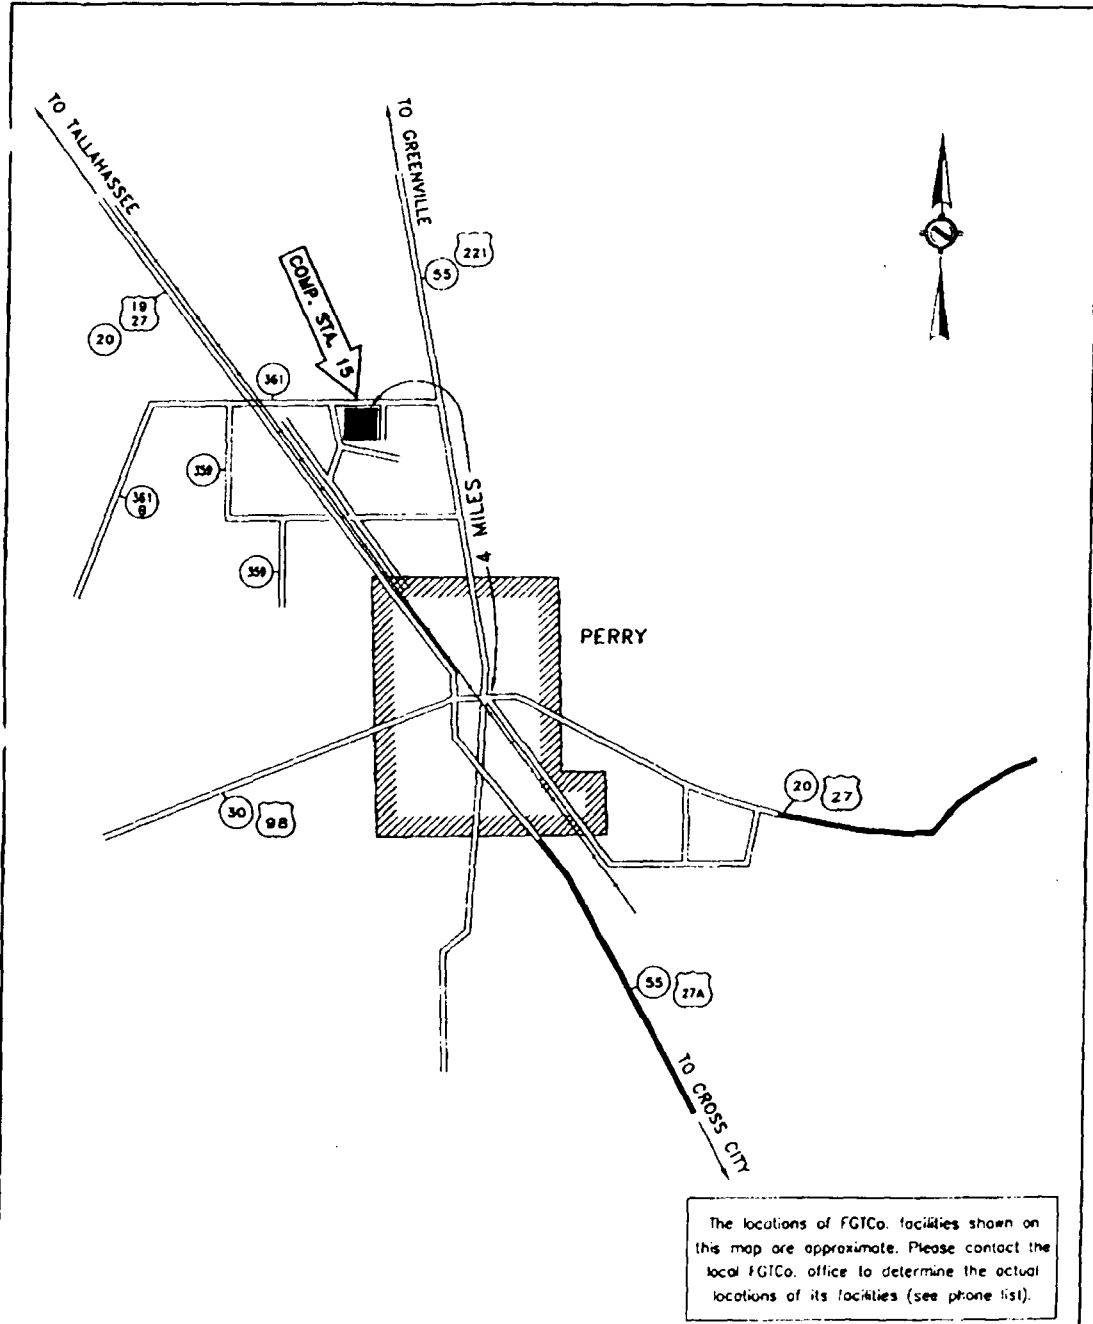 TO TALLAHASSEE
TO GREENVILLE
221
55
COMP. STA. 15
19
27
20
361
359
361
B
4 MILES
359
PERRY
20
27
30
98
55
27A
TO CROSS CITY
The locations of FGTCo. facilities shown on
this map are approximate. Please contact the
local FGTCo. office to determine the actual
locations of its facilities (see phone list).